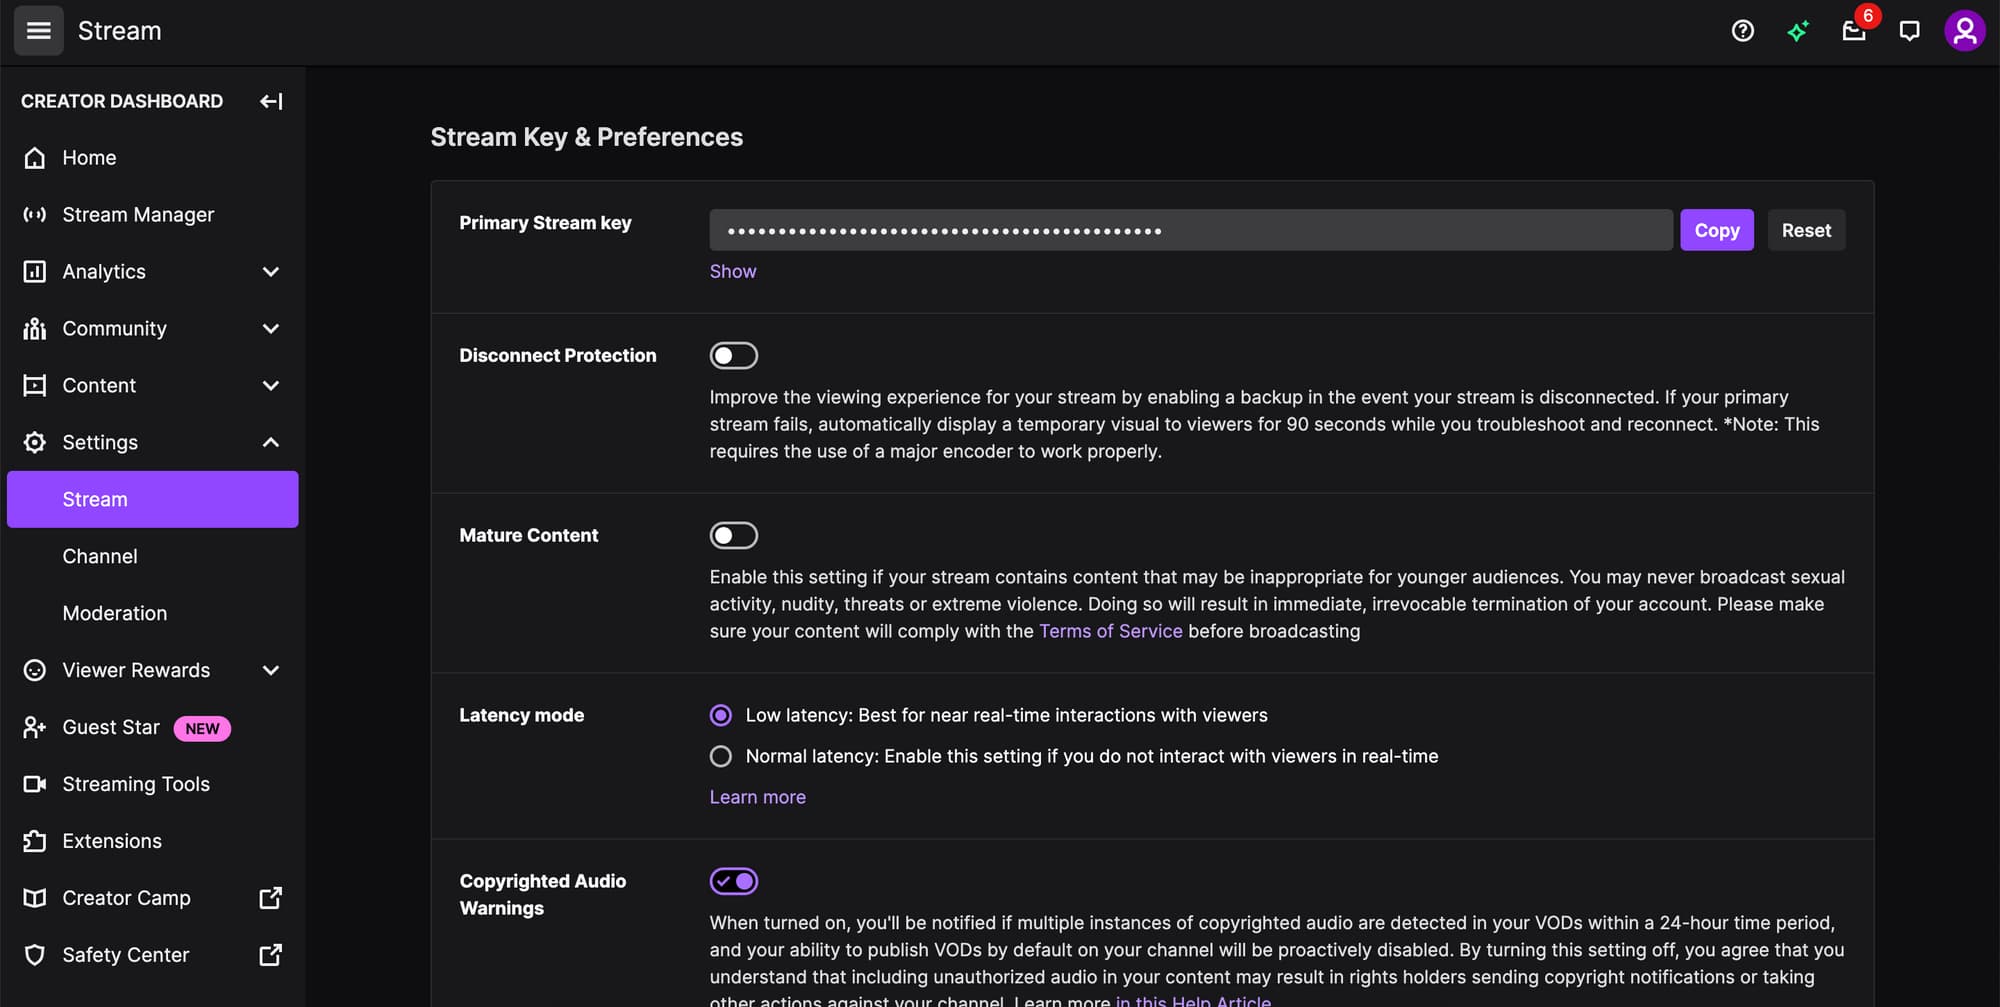 Stream
6
CREATOR DASHBOARD
Home
Stream Manager
Analytics
Community
Content
Settings
Stream
Channel
Moderation
Viewer Rewards
Guest Star NEW
Streaming Tools
Extensions
Creator Camp
Safety Center
Stream Key & Preferences
Primary Stream key
Copy
Reset
Show
Disconnect Protection
Improve the viewing experience for your stream by enabling a backup in the event your stream is disconnected. If your primary
stream fails, automatically display a temporary visual to viewers for 90 seconds while you troubleshoot and reconnect. *Note: This
requires the use of a major encoder to work properly.
Mature Content
Enable this setting if your stream contains content that may be inappropriate for younger audiences. You may never broadcast sexual
activity, nudity, threats or extreme violence. Doing so will result in immediate, irrevocable termination of your account. Please make
sure your content will comply with the Terms of Service before broadcasting
Latency mode
Low latency: Best for near real-time interactions with viewers
Normal latency: Enable this setting if you do not interact with viewers in real-time
Learn more
Copyrighted Audio
Warnings
When turned on, you'll be notified if multiple instances of copyrighted audio are detected in your VODs within a 24-hour time period,
and your ability to publish VODs by default on your channel will be proactively disabled. By turning this setting off, you agree that you
understand that including unauthorized audio in your content may result in rights holders sending copyright notifications or taking
other actions against your channel. Learn more in this Help Article